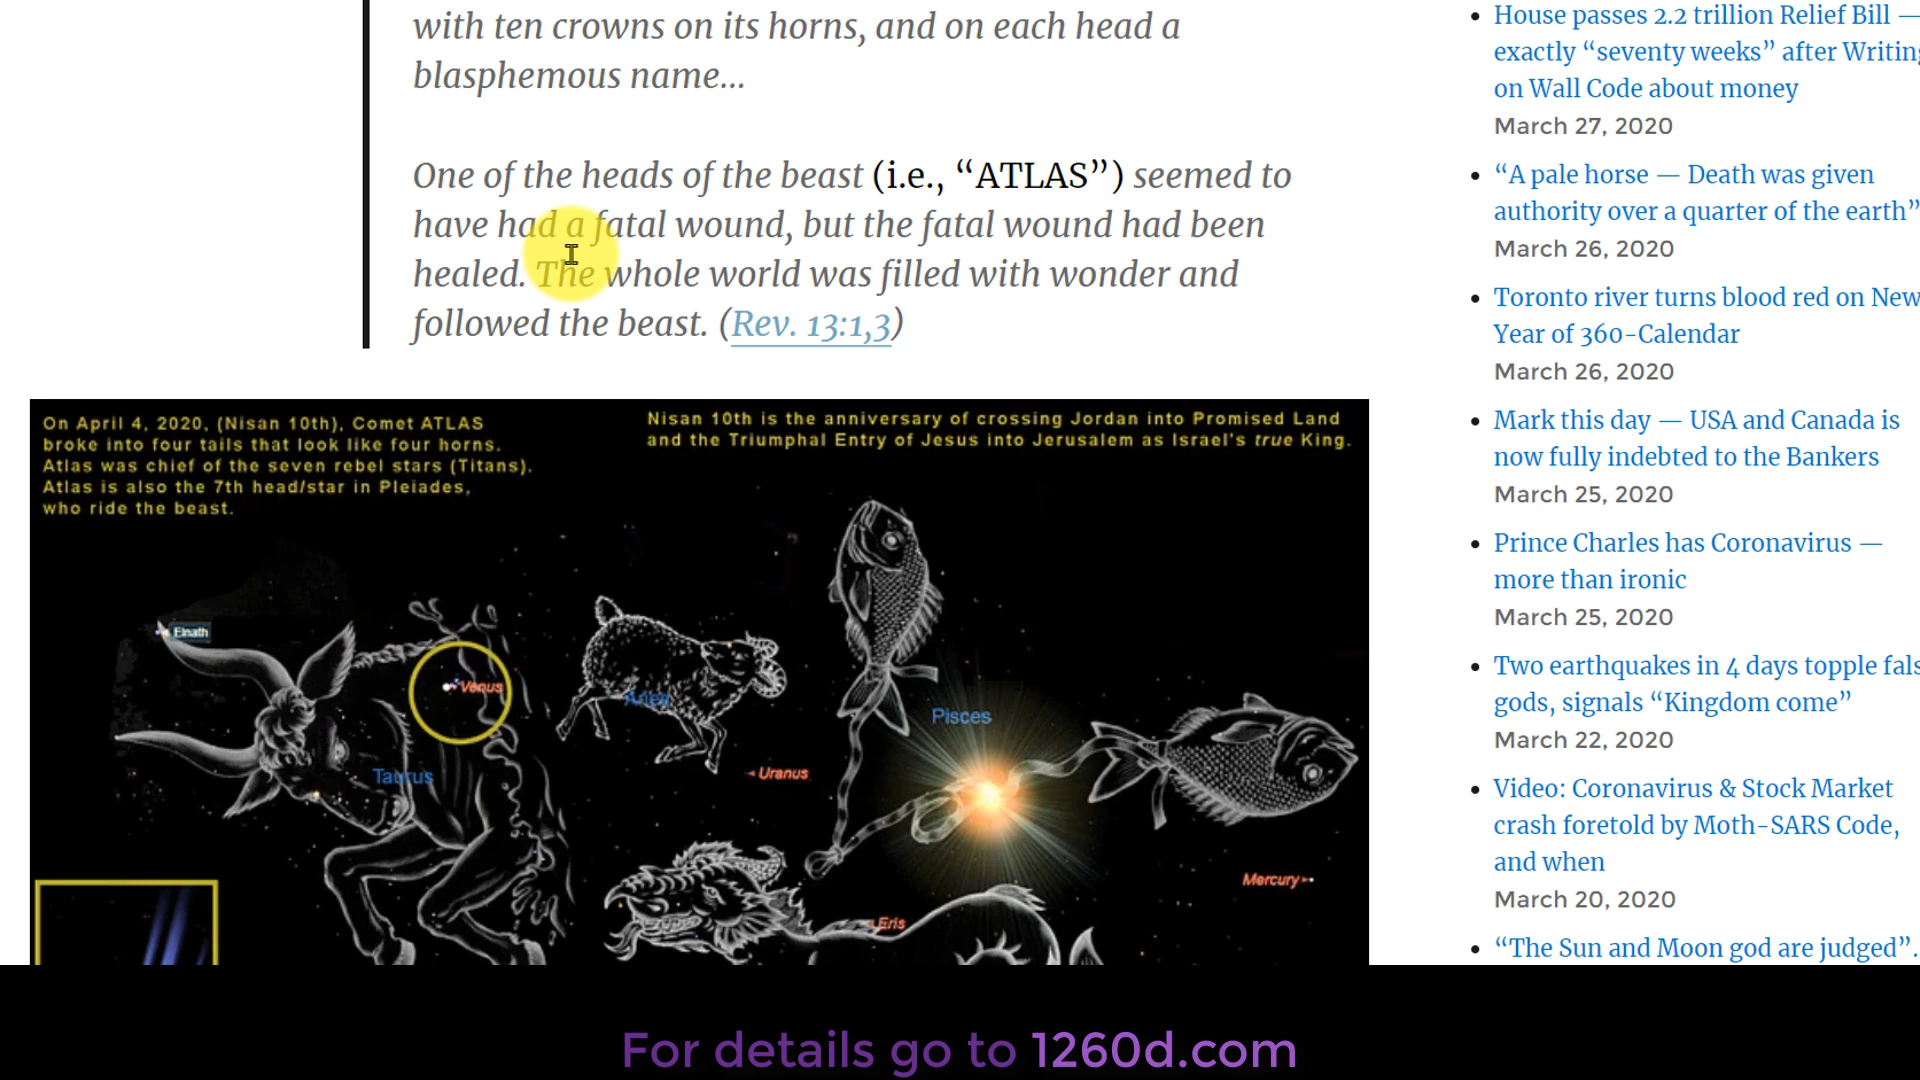 with ten crowns on its horns, and on each head a
blasphemous name...
One of the heads of the beast (i.e., “ATLAS”) seemed to
have had a fatal wound, but the fatal wound had been
healed. The whole world was filled with wonder and
followed the beast. (Rev. 13:1,3)
On April 4, 2020, (Nisan 10th), Comet ATLAS
broke into four tails that look like four horns.
Atlas was chief of the seven rebel stars (Titans).
Atlas is also the 7th head/star in Pleiades,
who ride the beast.
Nisan 10th is the anniversary of crossing Jordan into Promised Land
and the Triumphal Entry of Jesus into Jerusalem as Israel's true King.
Elnath
Venus
Aries
Pisces
Taurus
Uranus
Mercury
Eris
House passes 2.2 trillion Relief Bill —
exactly “seventy weeks” after Writing
on Wall Code about money
March 27, 2020
“A pale horse — Death was given
authority over a quarter of the earth”
March 26, 2020
Toronto river turns blood red on New
Year of 360-Calendar
March 26, 2020
Mark this day — USA and Canada is
now fully indebted to the Bankers
March 25, 2020
Prince Charles has Coronavirus —
more than ironic
March 25, 2020
Two earthquakes in 4 days topple fals
gods, signals “Kingdom come”
March 22, 2020
Video: Coronavirus & Stock Market
crash foretold by Moth-SARS Code,
and when
March 20, 2020
“The Sun and Moon god are judged”.
For details go to 1260d.com